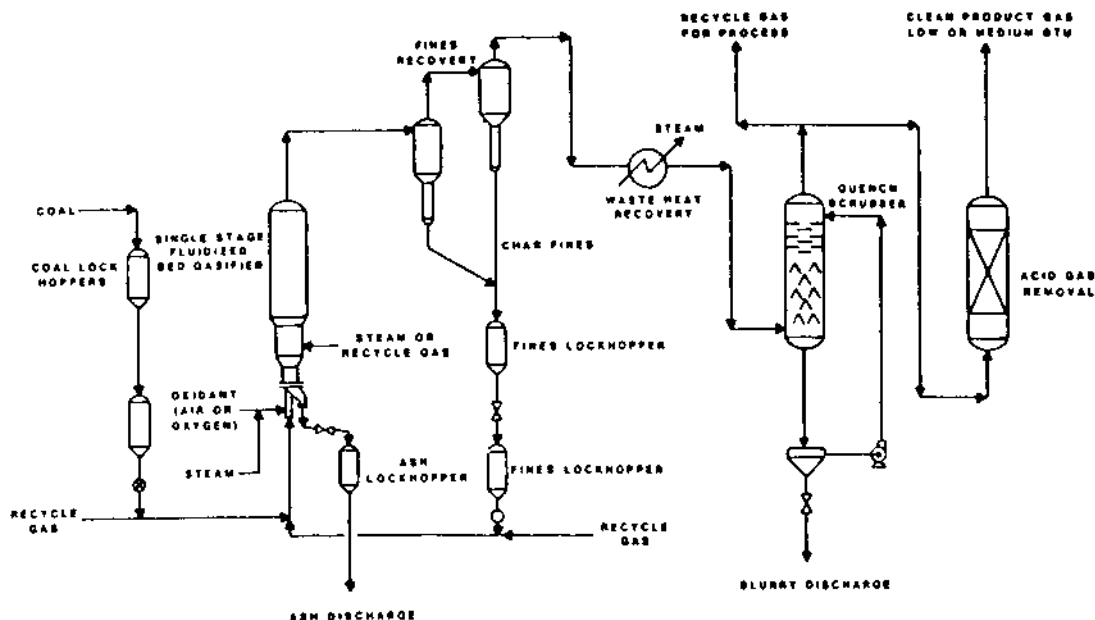 RECYCLE GAS
FOR PROCESS
CLEAN PRODUCT GAS
LOW OR MEDIUM BTU
FINES
RECOVERY
STEAM
WASTE HEAT
RECOVERY
QUENCH
SCRUBBER
COAL
SINGLE STAGE
FLUIDIZED
BED GASIFIER
COAL LOCK
HOPPERS
CHAR FINES
ACID GAS
REMOVAL
STEAM OR
RECYCLE GAS
FINES LOCKHOPPER
OXIDANT
(AIR OR
OXYGEN)
STEAM
ASH
LOCKHOPPER
FINES LOCKHOPPER
RECYCLE
GAS
RECYCLE
GAS
SLURRY DISCHARGE
ASH DISCHARGE